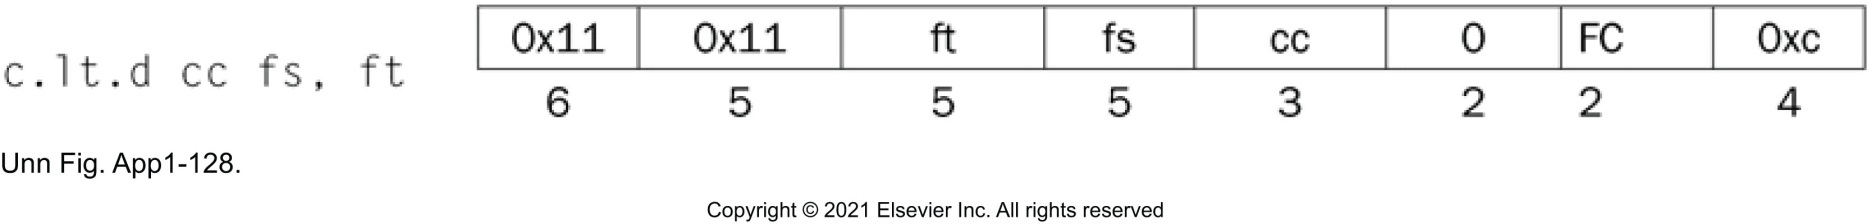 c.lt.d cc fs, ft
0x11 0x11 ft fs cc 0 FC 0xc
6 5 5 5 3 2 2 4
Unn Fig. App1-128.
Copyright © 2021 Elsevier Inc. All rights reserved